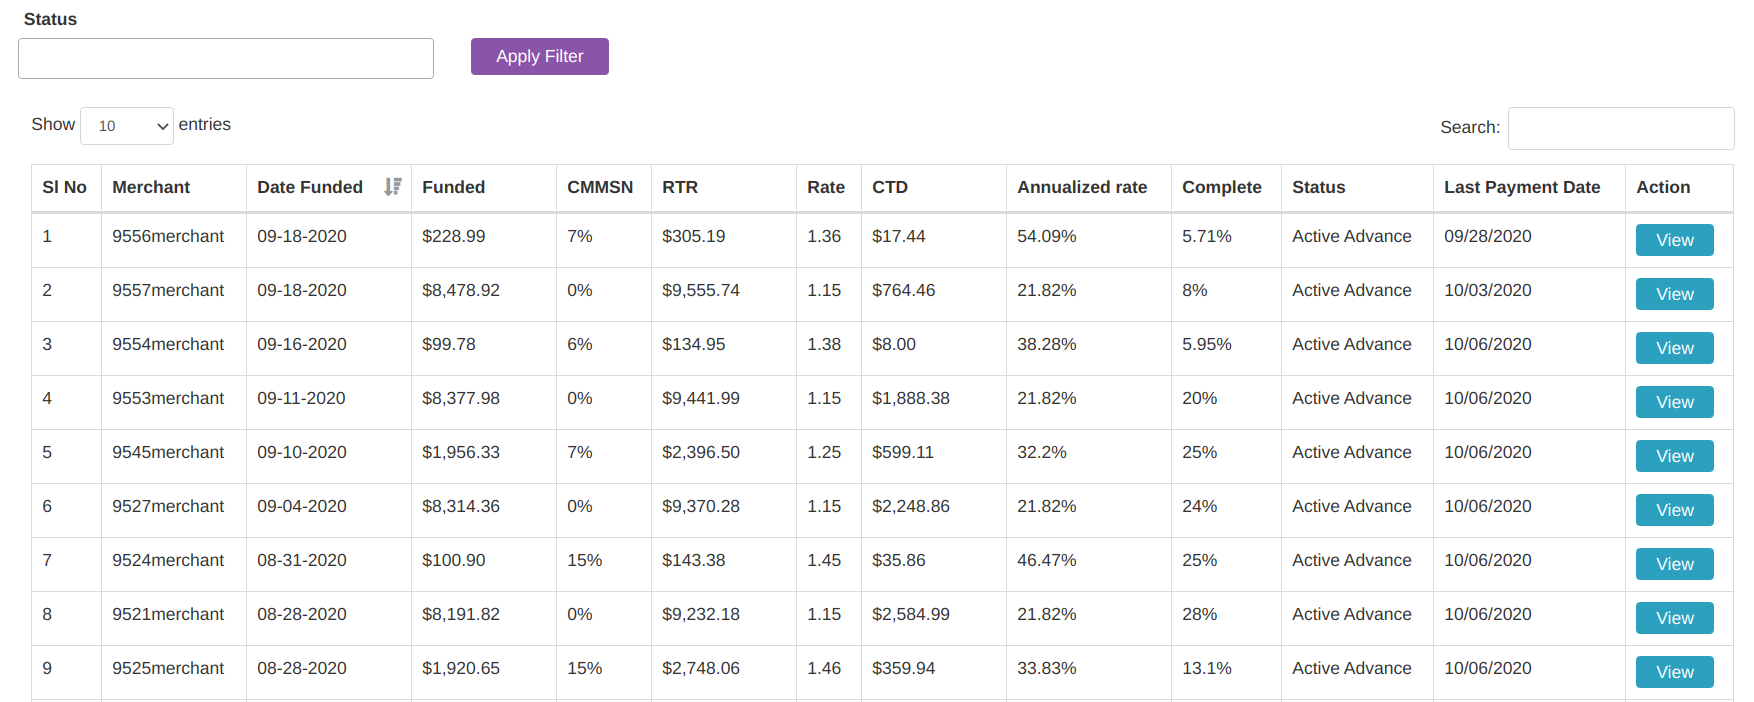 Status
Apply Filter
Show 10 entries
Search:
Sl No Merchant Date Funded Funded CMMSN RTR Rate CTD Annualized rate Complete Status Last Payment Date Action
1 9556merchant 09-18-2020 $228.99 7% $305.19 1.36 $17.44 54.09% 5.71% Active Advance 09/28/2020 View
2 9557merchant 09-18-2020 $8,478.92 0% $9,555.74 1.15 $764.46 21.82% 8% Active Advance 10/03/2020 View
3 9554merchant 09-16-2020 $99.78 6% $134.95 1.38 $8.00 38.28% 5.95% Active Advance 10/06/2020 View
4 9553merchant 09-11-2020 $8,377.98 0% $9,441.99 1.15 $1,888.38 21.82% 20% Active Advance 10/06/2020 View
5 9545merchant 09-10-2020 $1,956.33 7% $2,396.50 1.25 $599.11 32.2% 25% Active Advance 10/06/2020 View
6 9527merchant 09-04-2020 $8,314.36 0% $9,370.28 1.15 $2,248.86 21.82% 24% Active Advance 10/06/2020 View
7 9524merchant 08-31-2020 $100.90 15% $143.38 1.45 $35.86 46.47% 25% Active Advance 10/06/2020 View
8 9521merchant 08-28-2020 $8,191.82 0% $9,232.18 1.15 $2,584.99 21.82% 28% Active Advance 10/06/2020 View
9 9525merchant 08-28-2020 $1,920.65 15% $2,748.06 1.46 $359.94 33.83% 13.1% Active Advance 10/06/2020 View